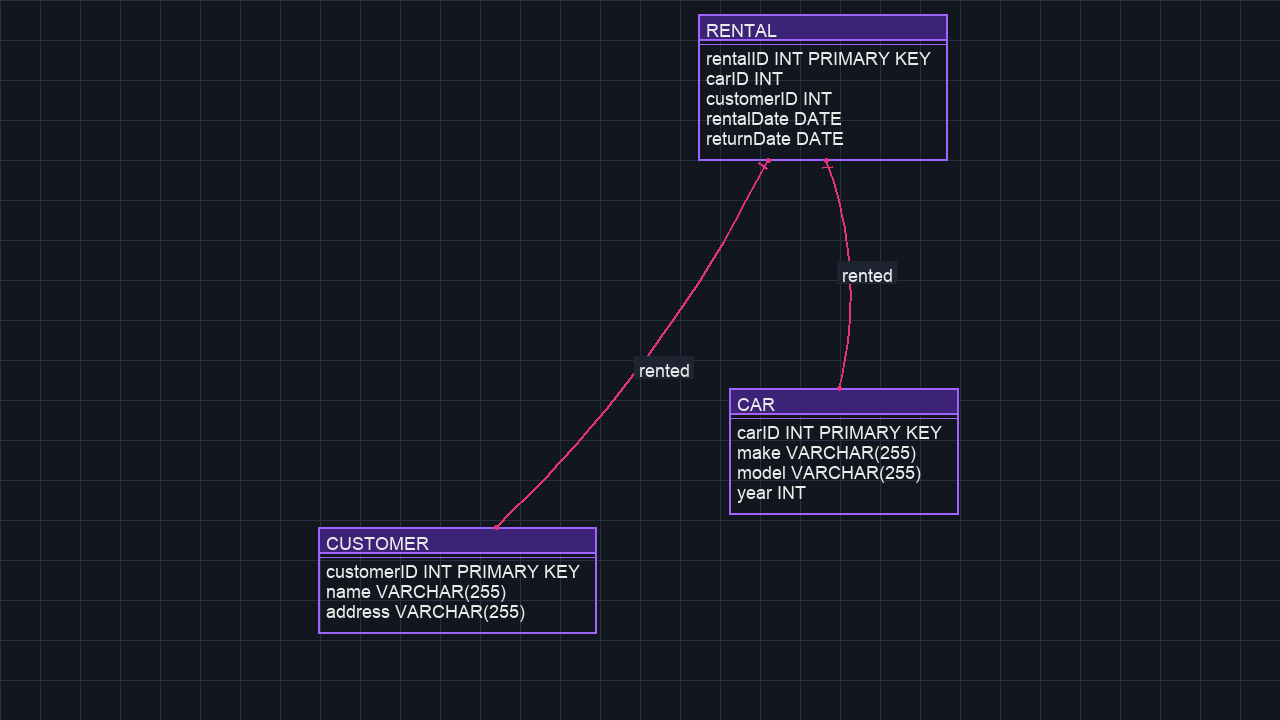 RENTAL
rentalID INT PRIMARY KEY
carID INT
customerID INT
rentalDate DATE
returnDate DATE
rented
rented
CAR
carID INT PRIMARY KEY
make VARCHAR(255)
model VARCHAR(255)
year INT
CUSTOMER
customerID INT PRIMARY KEY
name VARCHAR(255)
address VARCHAR(255)